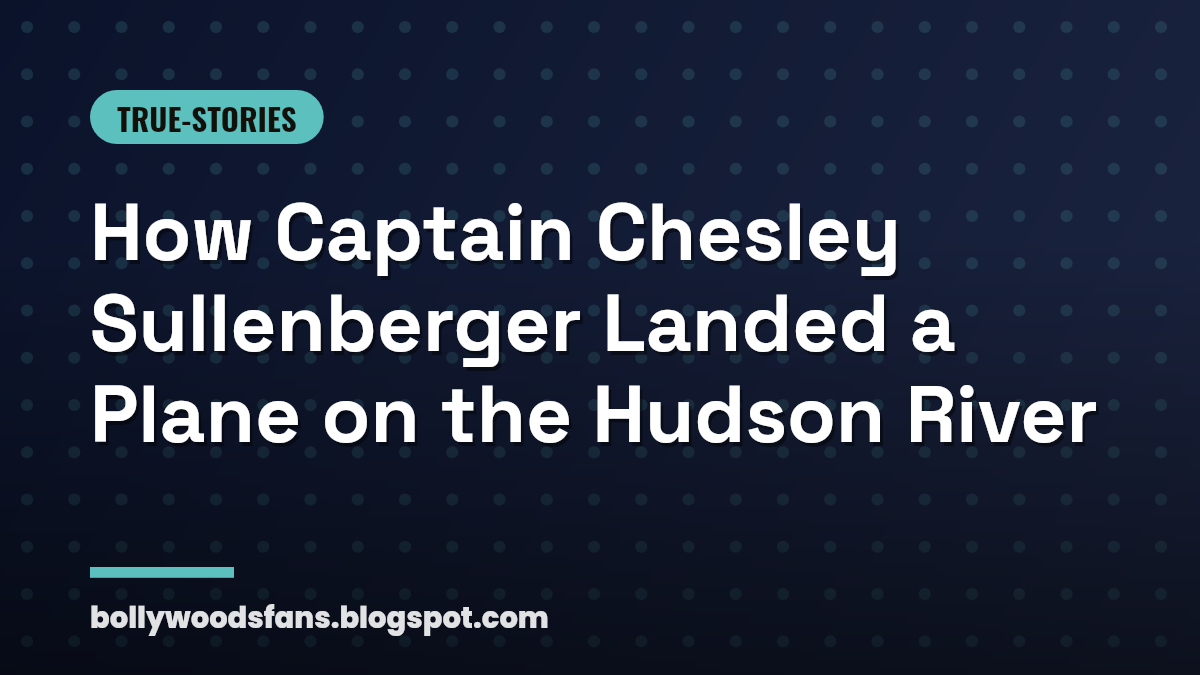 TRUE-STORIES
How Captain Chesley
Sullenberger Landed a
Plane on the Hudson River
bollywoodsfans.blogspot.com